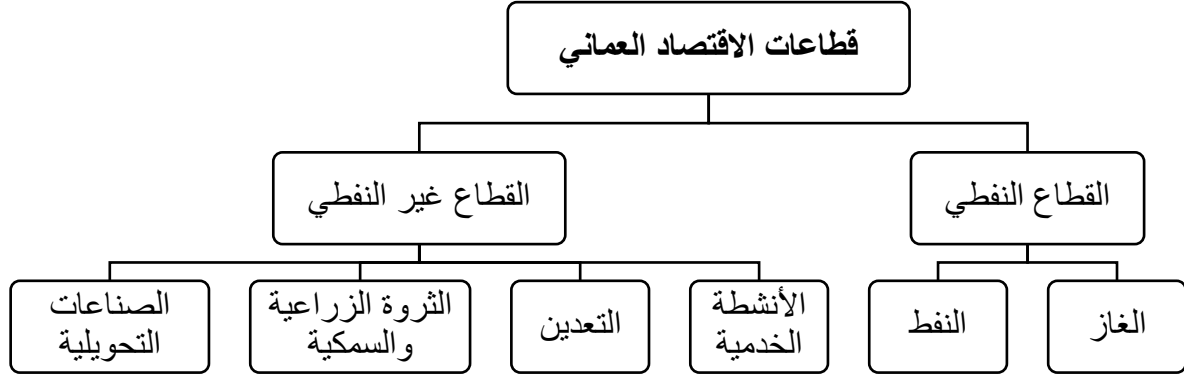 قطاعات الاقتصاد العماني
القطاع النفطي
القطاع غير النفطي
الغاز
النفط
الأنشطة
الخدمية
التعدين
الثروة الزراعية
والسمكية
الصناعات
التحويلية